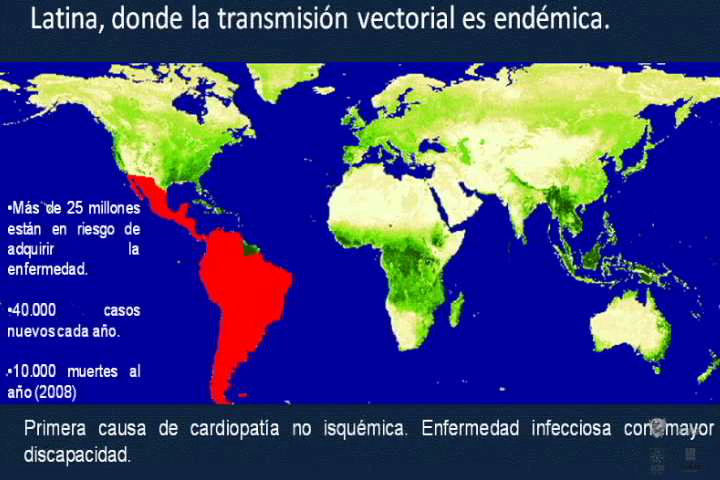 Latina, donde la transmisión vectorial es endémica.
•Más de 25 millones
están en riesgo de
adquirir la
enfermedad.
•40.000 casos
nuevos cada año.
•10.000 muertes al
año (2008)
Primera causa de cardiopatía no isquémica. Enfermedad infecciosa con mayor
discapacidad.